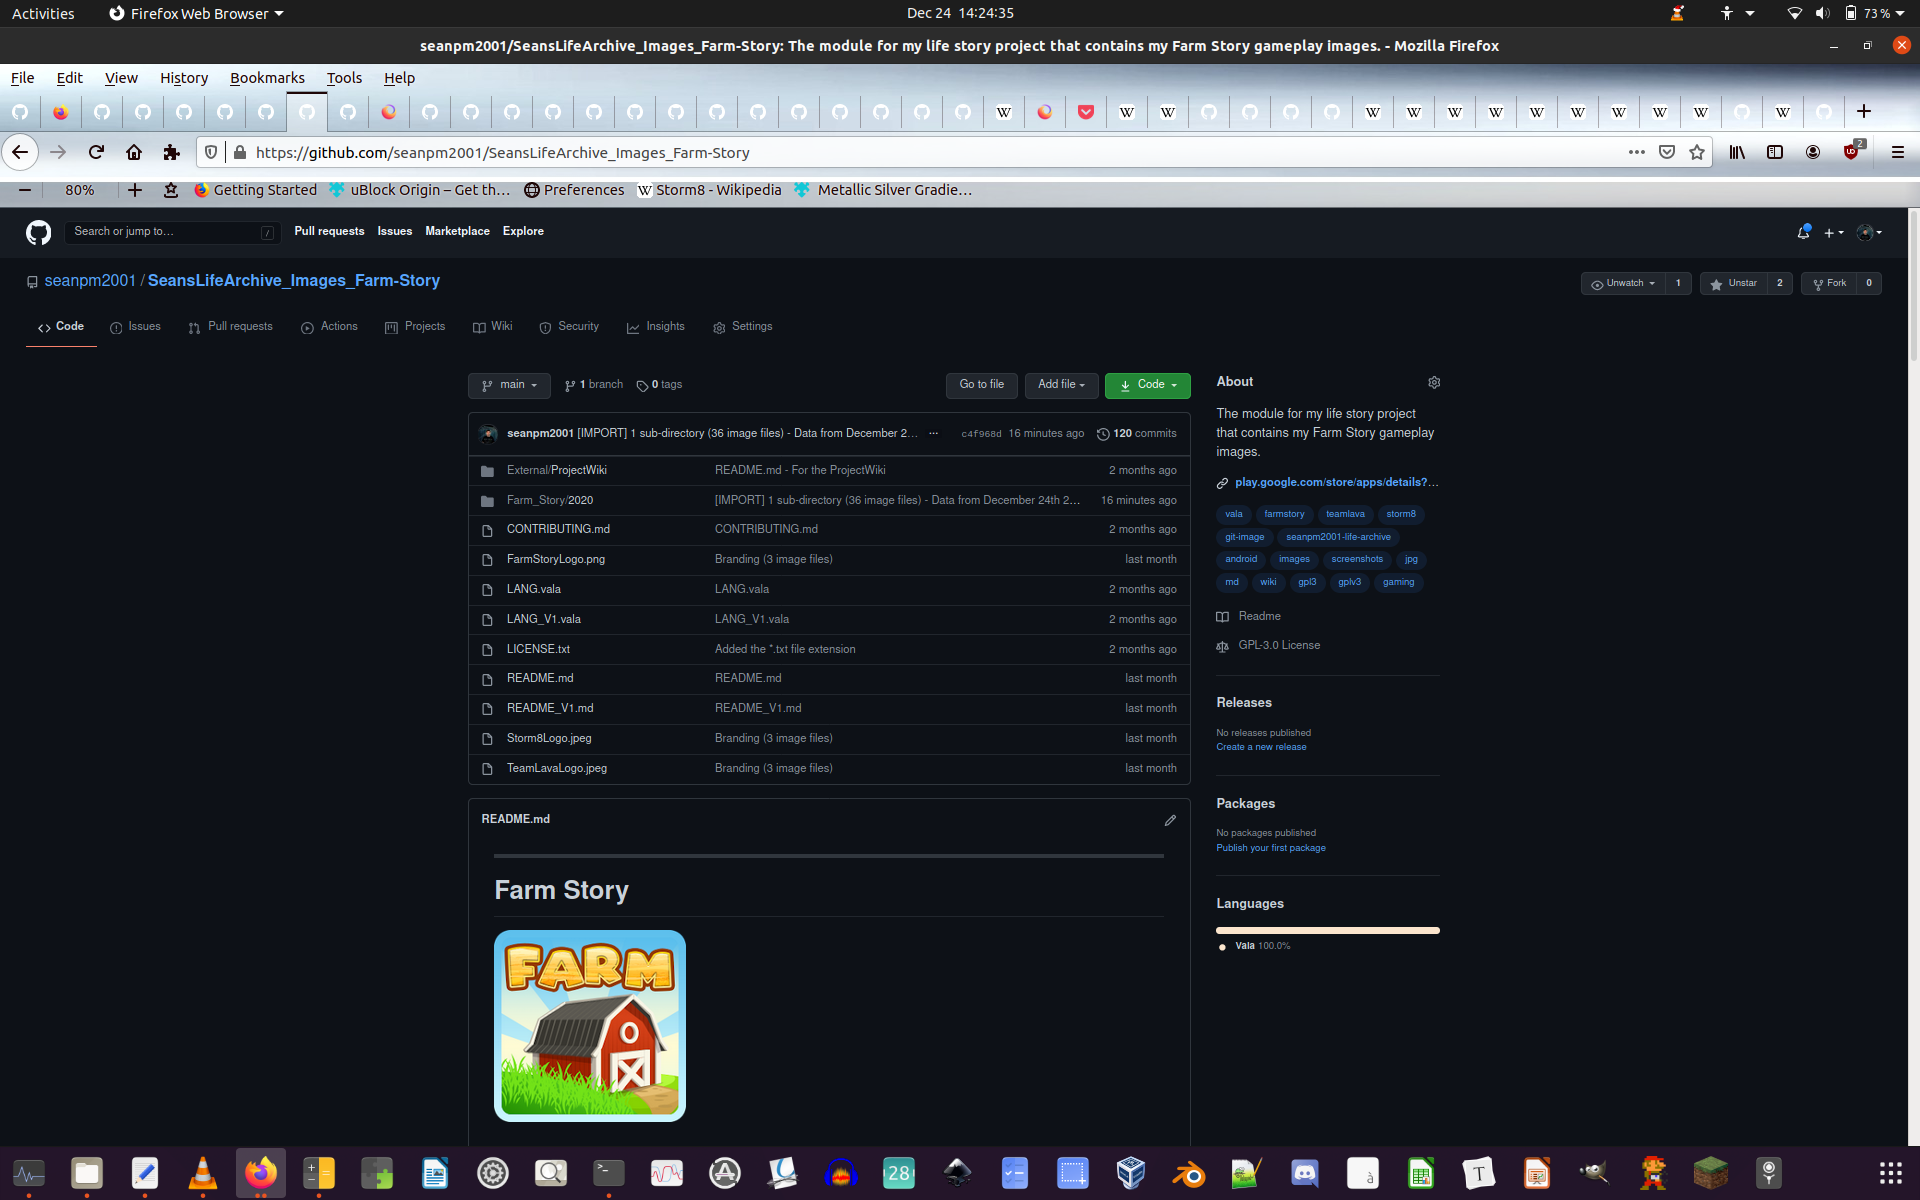 Activities Firefox Web Browser Dec 24 14:24:35 73 %
seanpm2001/SeansLifeArchive_Images_Farm-Story: The module for my life story project that contains my Farm Story gameplay images. - Mozilla Firefox
File Edit View History Bookmarks Tools Help
https://github.com/seanpm2001/SeansLifeArchive_Images_Farm-Story 2
80% Getting Started uBlock Origin – Get th… Preferences Storm8 - Wikipedia Metallic Silver Gradie…
Search or jump to… / Pull requests Issues Marketplace Explore
seanpm2001 / SeansLifeArchive_Images_Farm-Story Unwatch 1 Unstar 2 Fork 0
Code Issues Pull requests Actions Projects Wiki Security Insights Settings
main 1 branch 0 tags Go to file Add file Code
seanpm2001 [IMPORT] 1 sub-directory (36 image files) - Data from December 2… ... c4f968d 16 minutes ago 120 commits
External/ProjectWiki README.md - For the ProjectWiki 2 months ago
Farm_Story/2020 [IMPORT] 1 sub-directory (36 image files) - Data from December 24th 2… 16 minutes ago
CONTRIBUTING.md CONTRIBUTING.md 2 months ago
FarmStoryLogo.png Branding (3 image files) last month
LANG.vala LANG.vala 2 months ago
LANG_V1.vala LANG_V1.vala 2 months ago
LICENSE.txt Added the *.txt file extension 2 months ago
README.md README.md last month
README_V1.md README_V1.md last month
Storm8Logo.jpeg Branding (3 image files) last month
TeamLavaLogo.jpeg Branding (3 image files) last month
README.md
Farm Story
FARM
About
The module for my life story project
that contains my Farm Story gameplay
images.
play.google.com/store/apps/details?…
vala farmstory teamlava storm8
git-image seanpm2001-life-archive
android images screenshots jpg
md wiki gpl3 gplv3 gaming
Readme
GPL-3.0 License
Releases
No releases published
Create a new release
Packages
No packages published
Publish your first package
Languages
Vala 100.0%
28